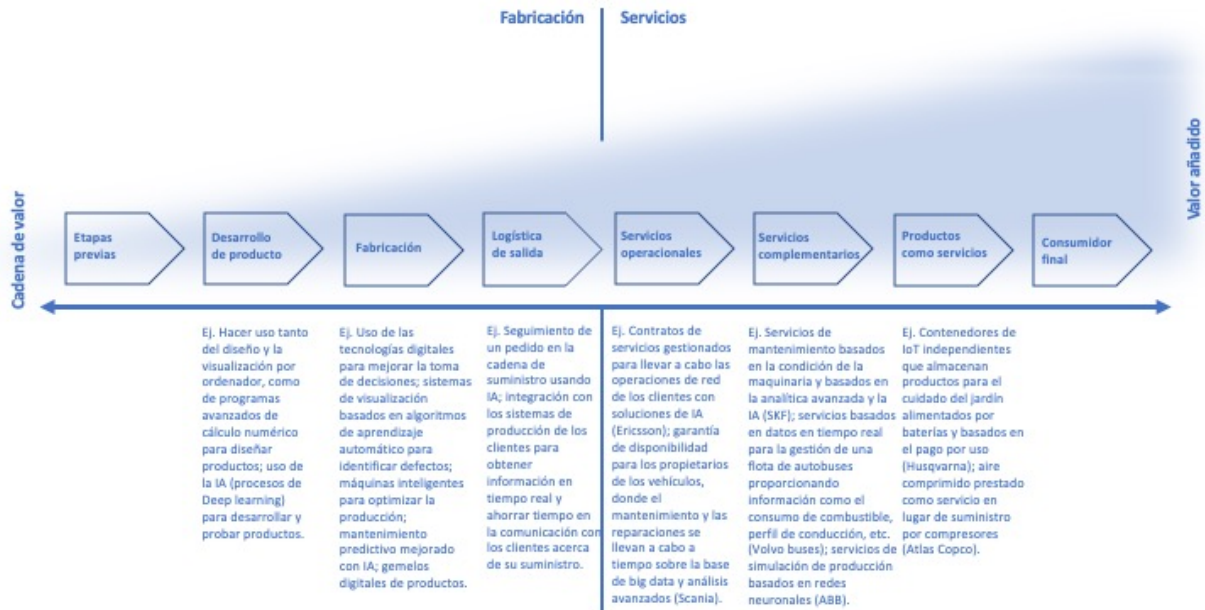 Fabricación
Servicios
Cadena de valor
Valor añadido
Etapas
previas
Desarrollo
de producto
Fabricación
Logística
de salida
Servicios
operacionales
Servicios
complementarios
Productos
como servicios
Consumidor
final
Ej. Hacer uso tanto
del diseño y la
visualización por
ordenador, como
de programas
avanzados de
cálculo numérico
para diseñar
productos; uso de
la IA (procesos de
Deep learning)
para desarrollar y
probar productos.
Ej. Uso de las
tecnologías digitales
para mejorar la toma
de decisiones; sistemas
de visualización
basados en algoritmos
de aprendizaje
automático para
identificar defectos;
máquinas inteligentes
para optimizar la
producción;
mantenimiento
predictivo mejorado
con IA; gemelos
digitales de productos.
Ej. Seguimiento de
un pedido en la
cadena de
suministro usando
IA; integración con
los sistemas de
producción de los
clientes para
obtener
información en
tiempo real y
ahorrar tiempo en
la comunicación con
los clientes acerca
de su suministro.
Ej. Contratos de
servicios gestionados
para llevar a cabo las
operaciones de red
de los clientes con
soluciones de IA
(Ericsson); garantía
de disponibilidad
para los propietarios
de los vehículos,
donde el
mantenimiento y las
reparaciones se
llevan a cabo a
tiempo sobre la base
de big data y análisis
avanzados (Scania).
Ej. Servicios de
mantenimiento basados
en la condición de la
maquinaria y basados en
la analítica avanzada y la
IA (SKF); servicios basados
en datos en tiempo real
para la gestión de una
flota de autobuses
proporcionando
información como el
consumo de combustible,
perfil de conducción, etc.
(Volvo buses); servicios de
simulación de producción
basados en redes
neuronales (ABB).
Ej. Contenedores de
IoT independientes
que almacenan
productos para el
cuidado del jardín
alimentados por
baterías y basados en
el pago por uso
(Husqvarna); aire
comprimido prestado
como servicio en
lugar de suministro
por compresores
(Atlas Copco).